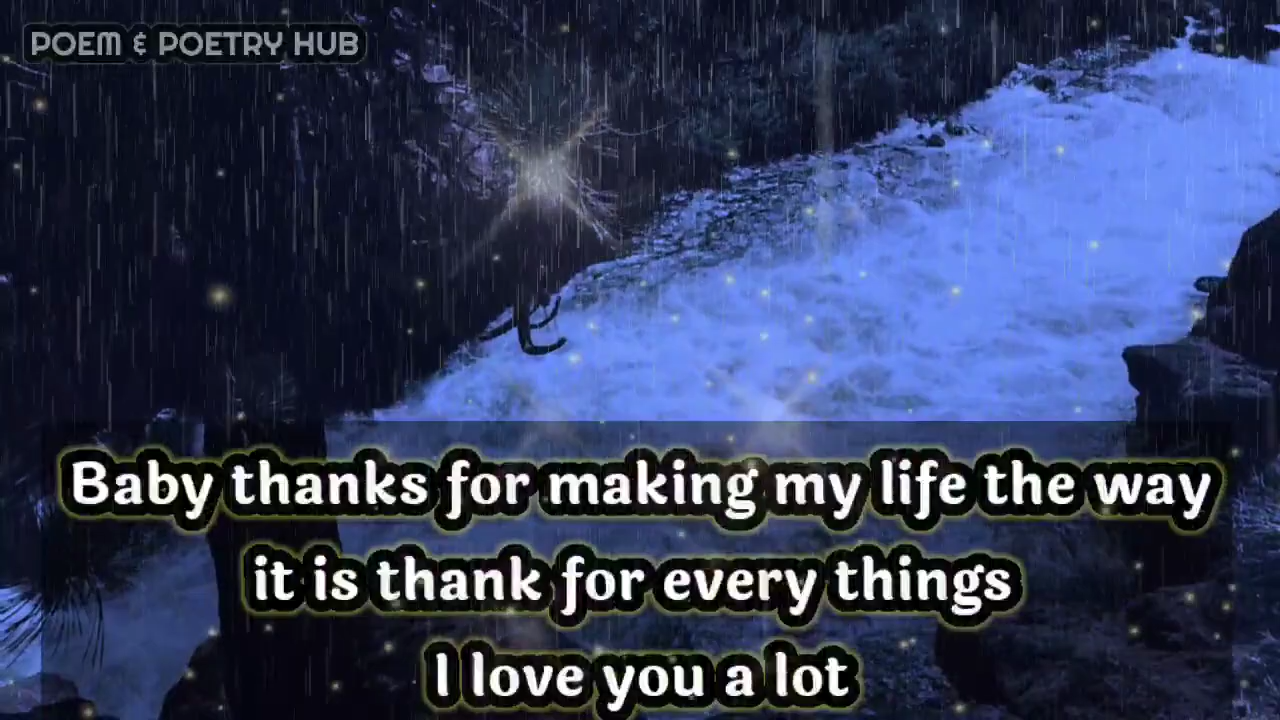 POEM & POETRY HUB
Baby thanks for making my life the way
it is thank for every things
I love you a lot